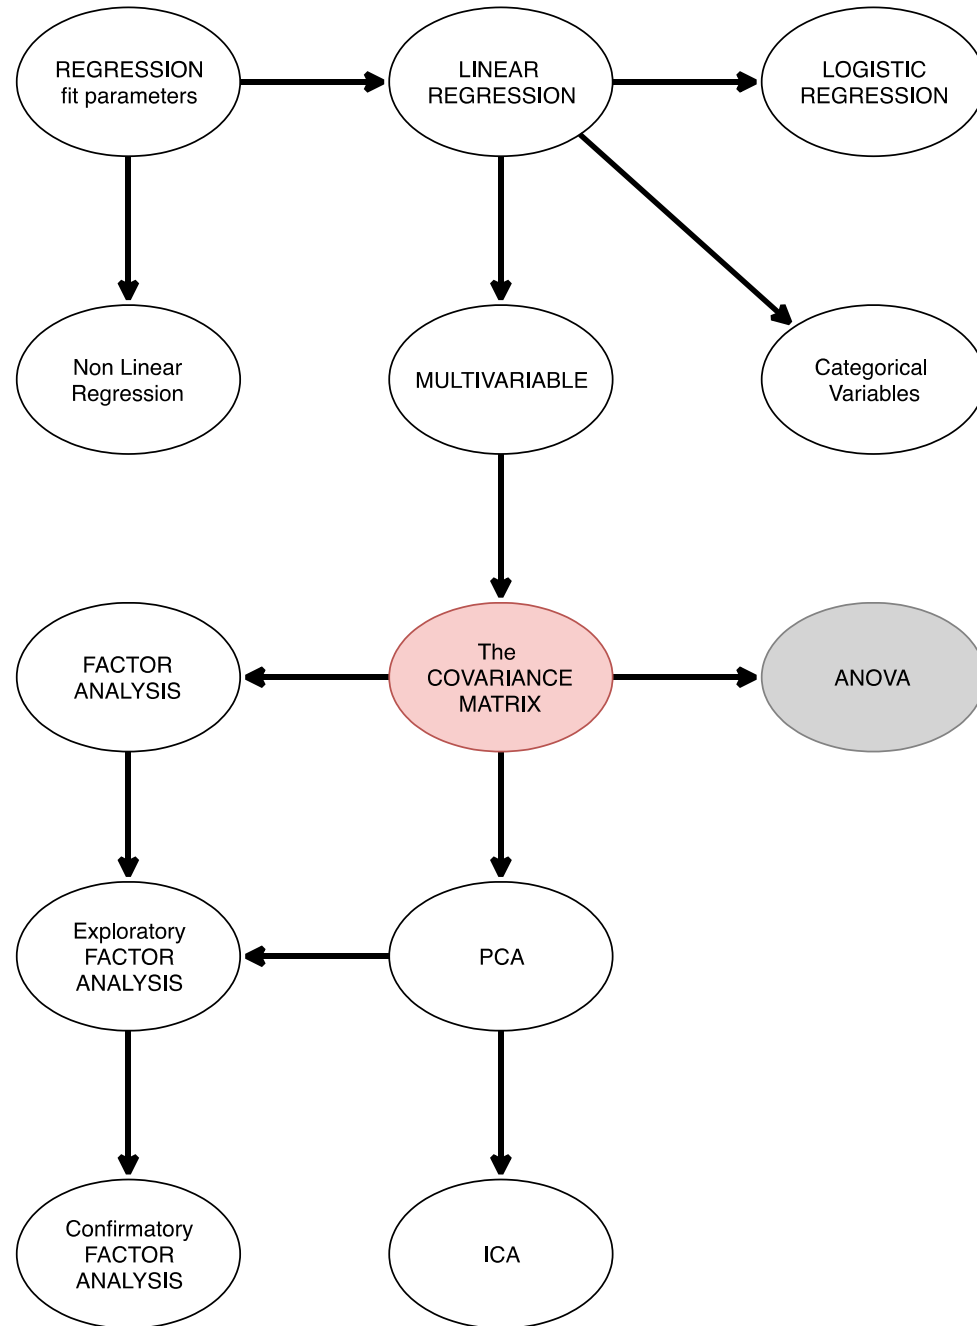 REGRESSION
fit parameters
LINEAR
REGRESSION
LOGISTIC
REGRESSION
Non Linear
Regression
MULTIVARIABLE
Categorical
Variables
FACTOR
ANALYSIS
The
COVARIANCE
MATRIX
ANOVA
Exploratory
FACTOR
ANALYSIS
PCA
Confirmatory
FACTOR
ANALYSIS
ICA